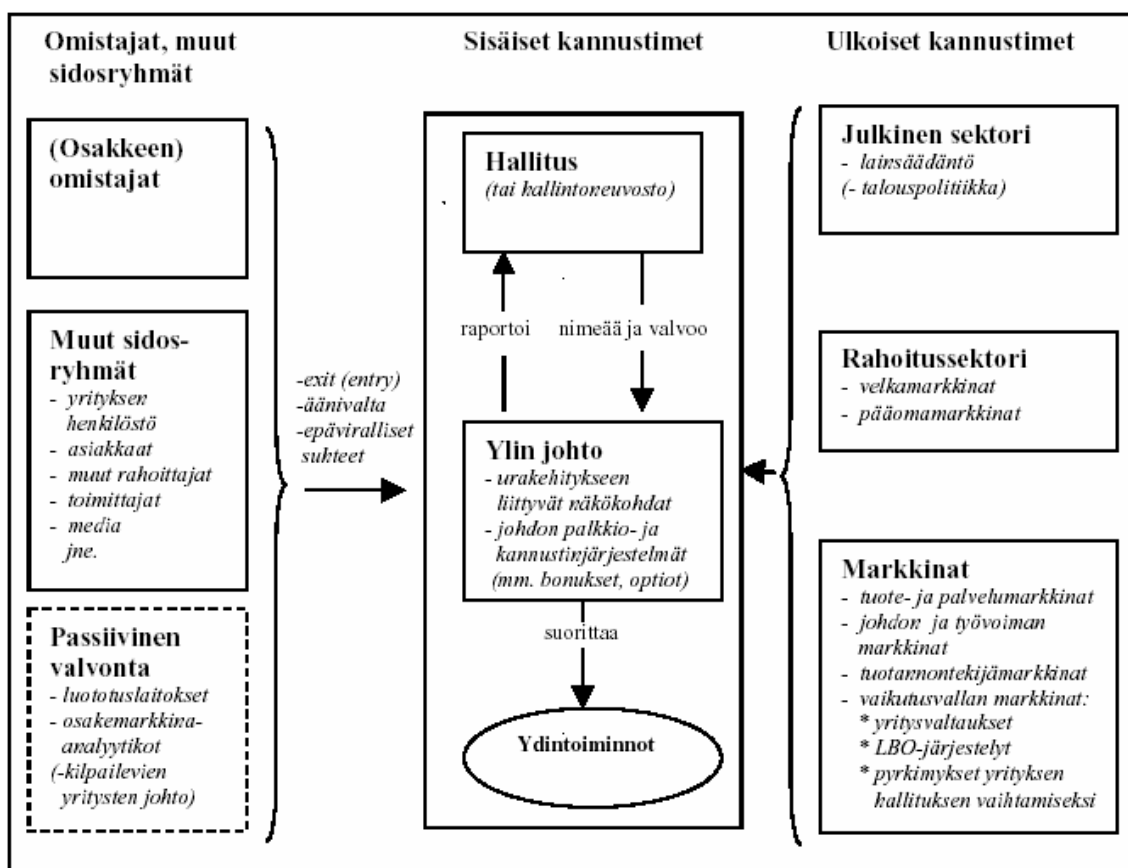 Omistajat, muut
sidosryhmät
(Osakkeen)
omistajat
Muut sidos-
ryhmät
- yrityksen
henkilöstö
- asiakkaat
- muut rahoittajat
- toimittajat
- media
jne.
Passiivinen
valvonta
- luototuslaitokset
- osakemarkkina-
analyytikot
(-kilpailevien
yritysten johto)
-exit (entry)
-äänivalta
-epäviralliset
suhteet
Sisäiset kannustimet
Hallitus
(tai hallintoneuvosto)
raportoi
nimeää ja valvoo
Ylin johto
- urakehitykseen
liittyvät näkökohdat
- johdon palkkio- ja
kannustinjärjestelmät
(mm. bonukset, optiot)
suorittaa
Ydintoiminnot
Ulkoiset kannustimet
Julkinen sektori
- lainsäädäntö
(- talouspolitiikka)
Rahoitussektori
- velkamarkkinat
- pääomamarkkinat
Markkinat
- tuote- ja palvelumarkkinat
- johdon ja työvoiman
markkinat
- tuotannontekijämarkkinat
- vaikutusvallan markkinat:
* yritysvaltaukset
* LBO-järjestelyt
* pyrkimykset yrityksen
hallituksen vaihtamiseksi